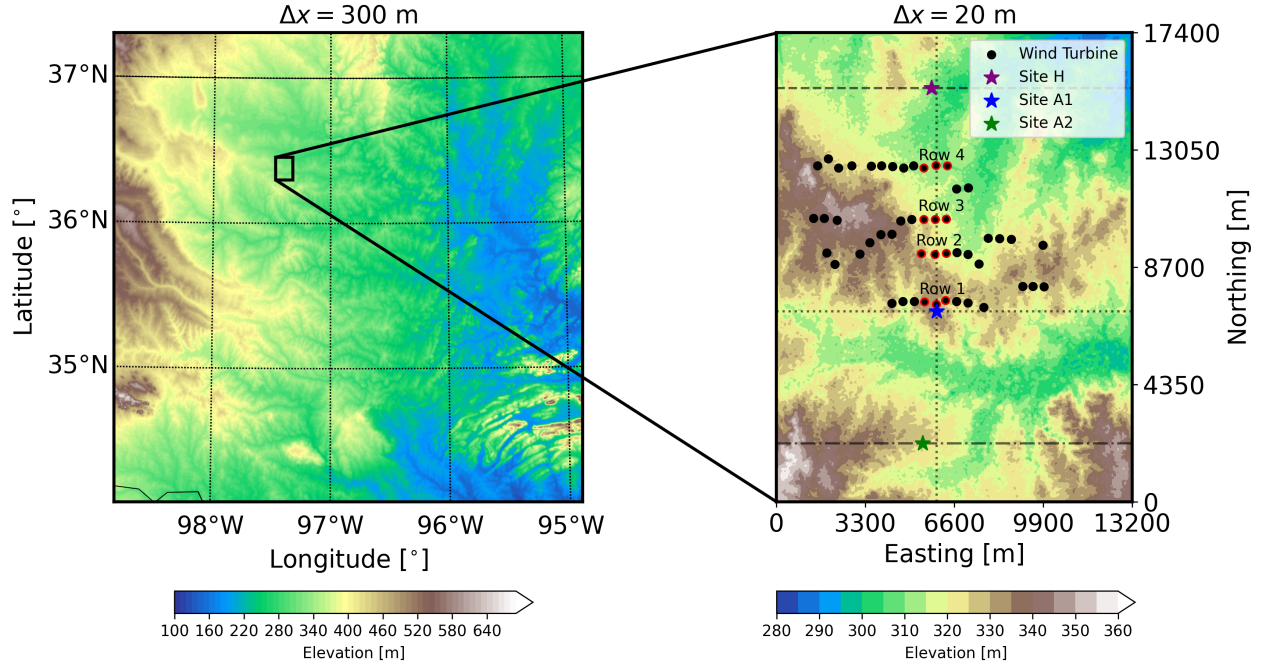 Δx = 300 m
37°N
36°N
35°N
Latitude [°]
98°W 97°W 96°W 95°W
Longitude [°]
100 160 220 280 340 400 460 520 580 640
Elevation [m]
Δx = 20 m
Wind Turbine
Site H
Site A1
Site A2
Row 4
Row 3
Row 2
Row 1
17400
13050
8700
4350
0
Northing [m]
0 3300 6600 9900 13200
Easting [m]
280 290 300 310 320 330 340 350 360
Elevation [m]